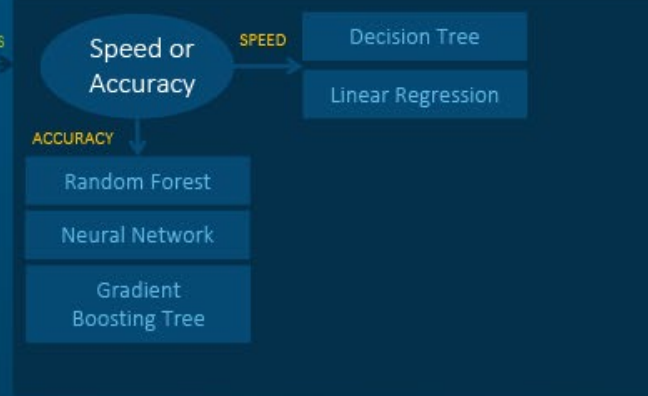 Speed or
Accuracy
SPEED
Decision Tree
Linear Regression
ACCURACY
Random Forest
Neural Network
Gradient
Boosting Tree